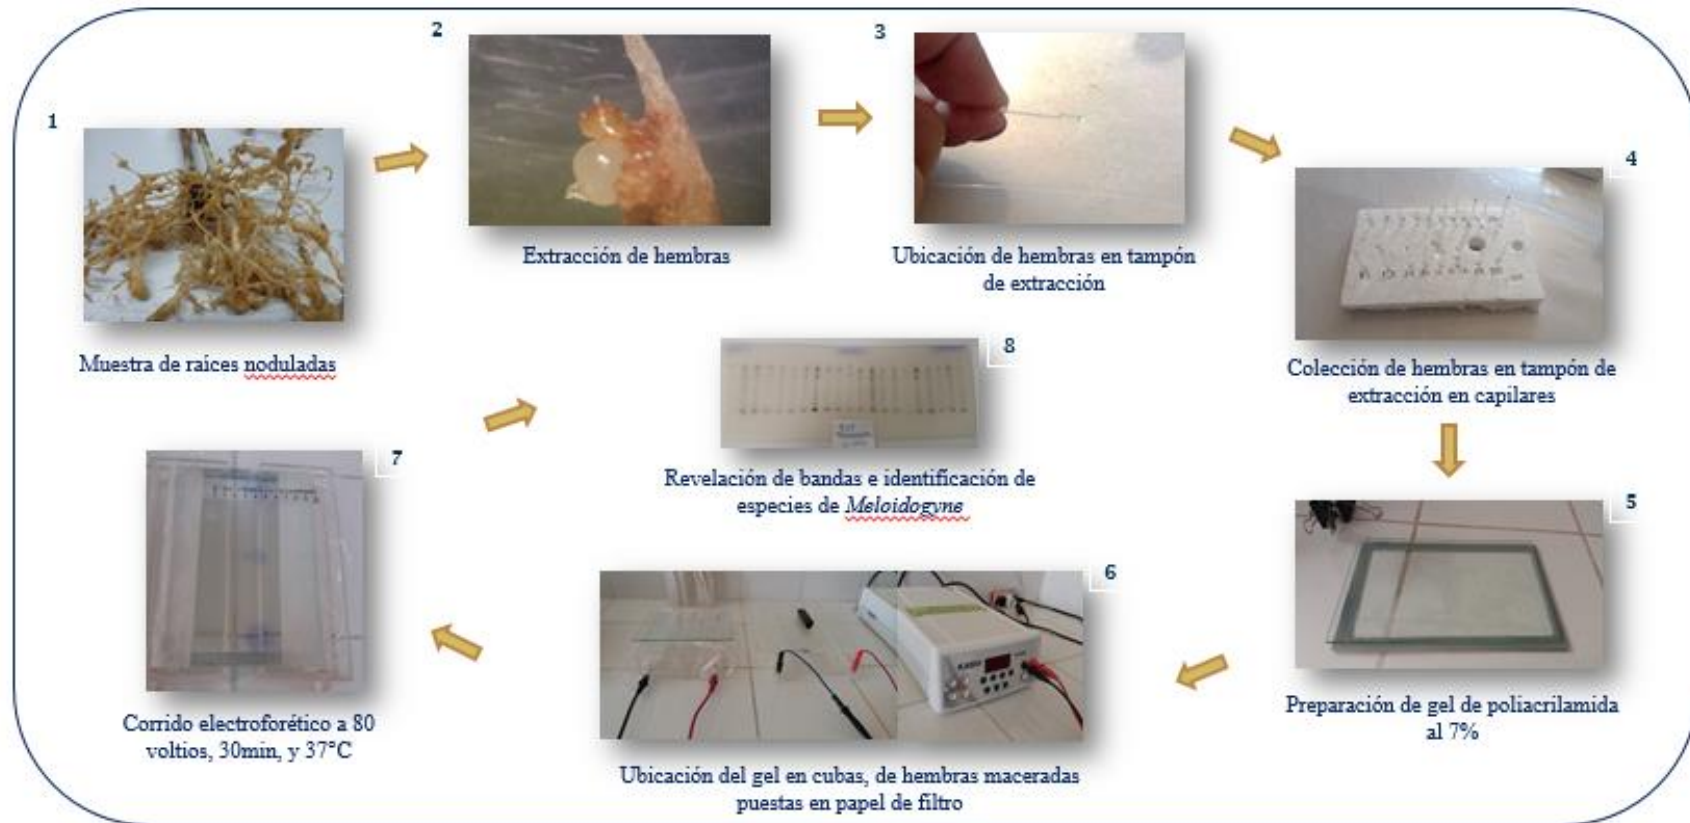 1
Muestra de raíces noduladas
2
Extracción de hembras
3
Ubicación de hembras en tampón
de extracción
4
Colección de hembras en tampón de
extracción en capilares
5
Preparación de gel de poliacrilamida
al 7%
6
Ubicación del gel en cubas, de hembras maceradas
puestas en papel de filtro
7
Corrido electroforético a 80
voltios, 30min, y 37°C
8
Revelación de bandas e identificación de
especies de Meloidogyne